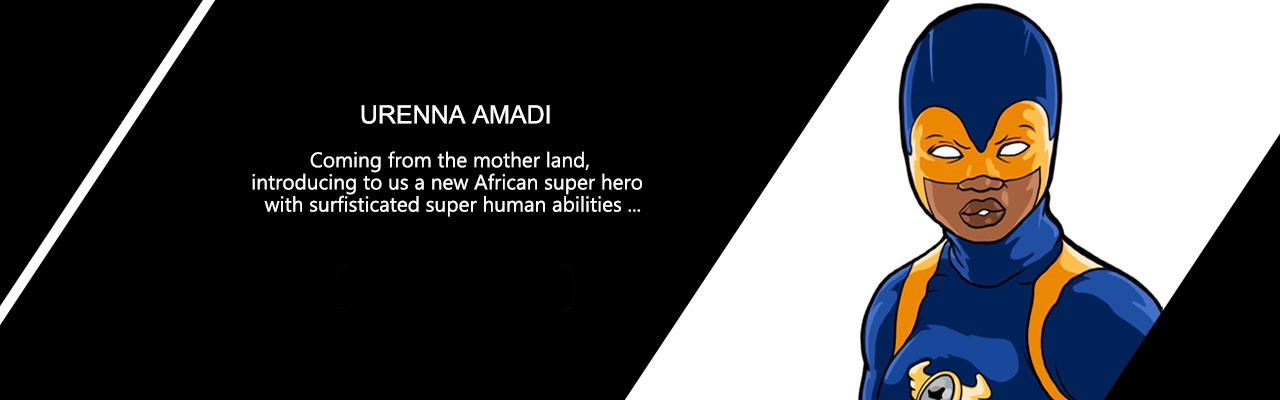 URENNA AMADI
Coming from the mother land,
introducing to us a new African super hero
with surfisticated super human abilities ...